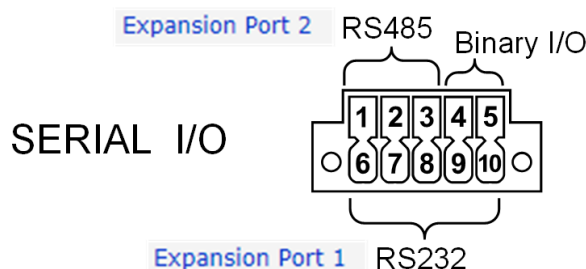 Expansion Port 2 RS485 Binary I/O
SERIAL I/O
1 2 3 4 5
6 7 8 9 10
Expansion Port 1 RS232